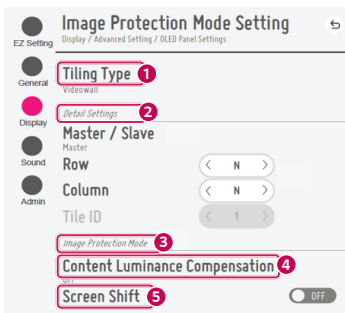 Image Protection Mode Setting
Display / Advanced Setting / OLED Panel Settings
EZ Setting
General
Display
Sound
Admin
Tiling Type 1
Videowall
Detail Settings 2
Master / Slave
Master
Row < N >
Column < N >
Tile ID < 1 >
Image Protection Mode 3
Content Luminance Compensation 4
Off
Screen Shift 5 OFF